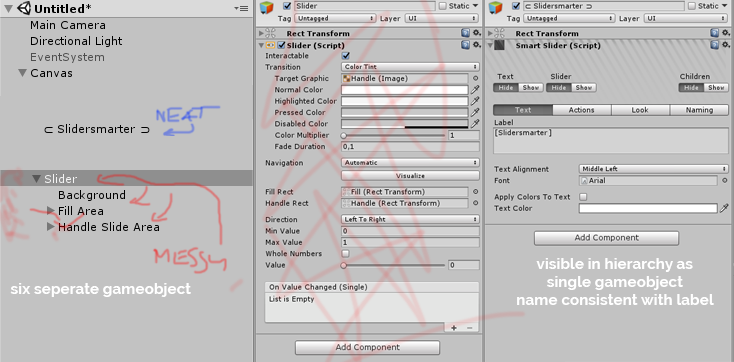 Untitled*
Main Camera
Directional Light
EventSystem
Canvas
⊂ Slidersmarter ⊃
NEAT
Slider
Background
Fill Area
Handle Slide Area
MESSY
six seperate gameobject
Slider
Static
Tag Untagged Layer UI
Rect Transform
Slider (Script)
Interactable
Transition Color Tint
Target Graphic Handle (Image)
Normal Color
Highlighted Color
Pressed Color
Disabled Color
Color Multiplier 1
Fade Duration 0,1
Navigation Automatic
Visualize
Fill Rect Fill (Rect Transform)
Handle Rect Handle (Rect Transform)
Direction Left To Right
Min Value 0
Max Value 1
Whole Numbers
Value 0
On Value Changed (Single)
List is Empty
+ −
Add Component
⊂ Slidersmarter ⊃
Static
Tag Untagged Layer UI
Rect Transform
Smart Slider (Script)
Text Slider Children
Hide Show Hide Show Hide Show
Text Actions Look Naming
Label
[Slidersmarter ]
Text Alignment Middle Left
Font Arial
Apply Colors To Text
Text Color
Add Component
visible in hierarchy as
single gameobject
name consistent with label